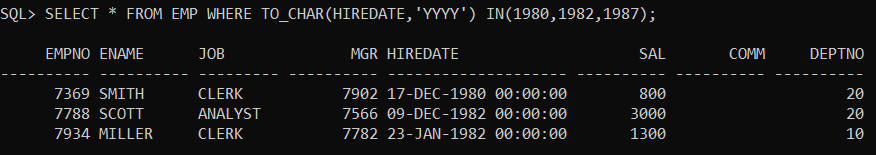 SQL> SELECT * FROM EMP WHERE TO_CHAR(HIREDATE,'YYYY') IN(1980,1982,1987);
EMPNO ENAME JOB MGR HIREDATE SAL COMM DEPTNO
---------- ---------- --------- ---------- -------------------- ---------- ---------- ----------
7369 SMITH CLERK 7902 17-DEC-1980 00:00:00 800 20
7788 SCOTT ANALYST 7566 09-DEC-1982 00:00:00 3000 20
7934 MILLER CLERK 7782 23-JAN-1982 00:00:00 1300 10